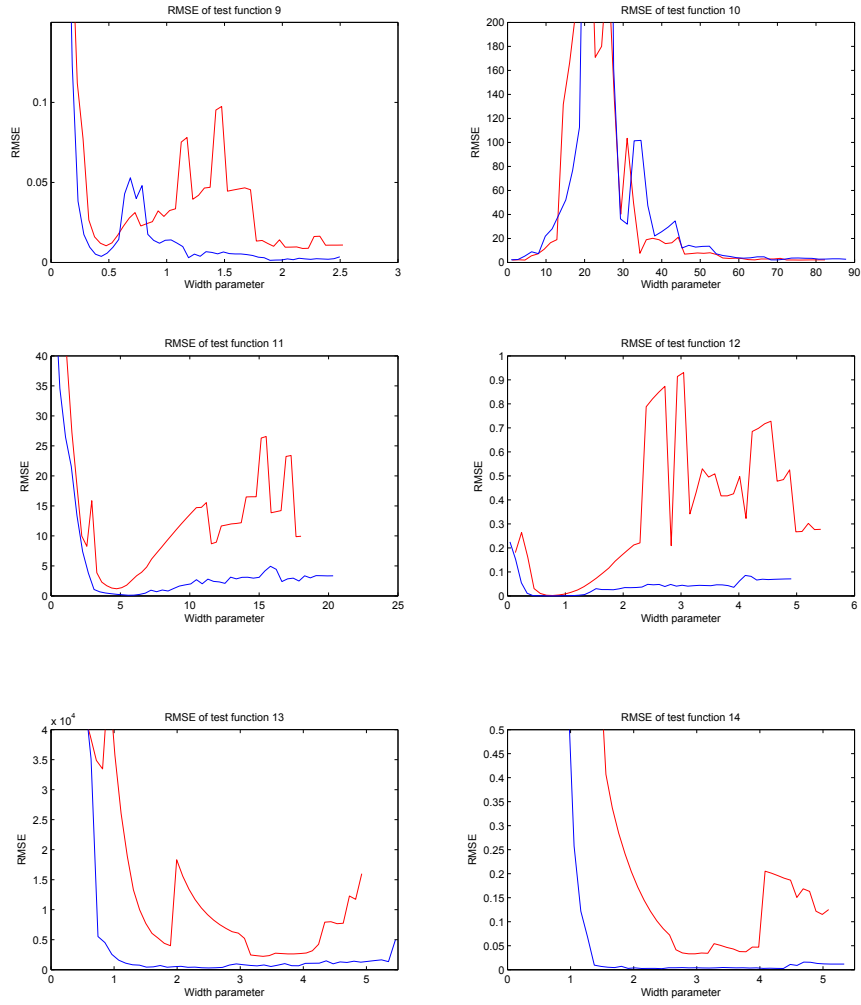 RMSE of test function 9
0.1
0.05
0
RMSE
0 0.5 1 1.5 2 2.5 3
Width parameter
RMSE of test function 10
200
180
160
140
120
100
80
60
40
20
0
RMSE
0 10 20 30 40 50 60 70 80 90
Width parameter
RMSE of test function 11
40
35
30
25
20
15
10
5
0
RMSE
0 5 10 15 20 25
Width parameter
RMSE of test function 12
1
0.9
0.8
0.7
0.6
0.5
0.4
0.3
0.2
0.1
0
RMSE
0 1 2 3 4 5 6
Width parameter
RMSE of test function 13
x 10^4
4
3.5
3
2.5
2
1.5
1
0.5
0
RMSE
0 1 2 3 4 5
Width parameter
RMSE of test function 14
0.5
0.45
0.4
0.35
0.3
0.25
0.2
0.15
0.1
0.05
0
RMSE
0 1 2 3 4 5
Width parameter